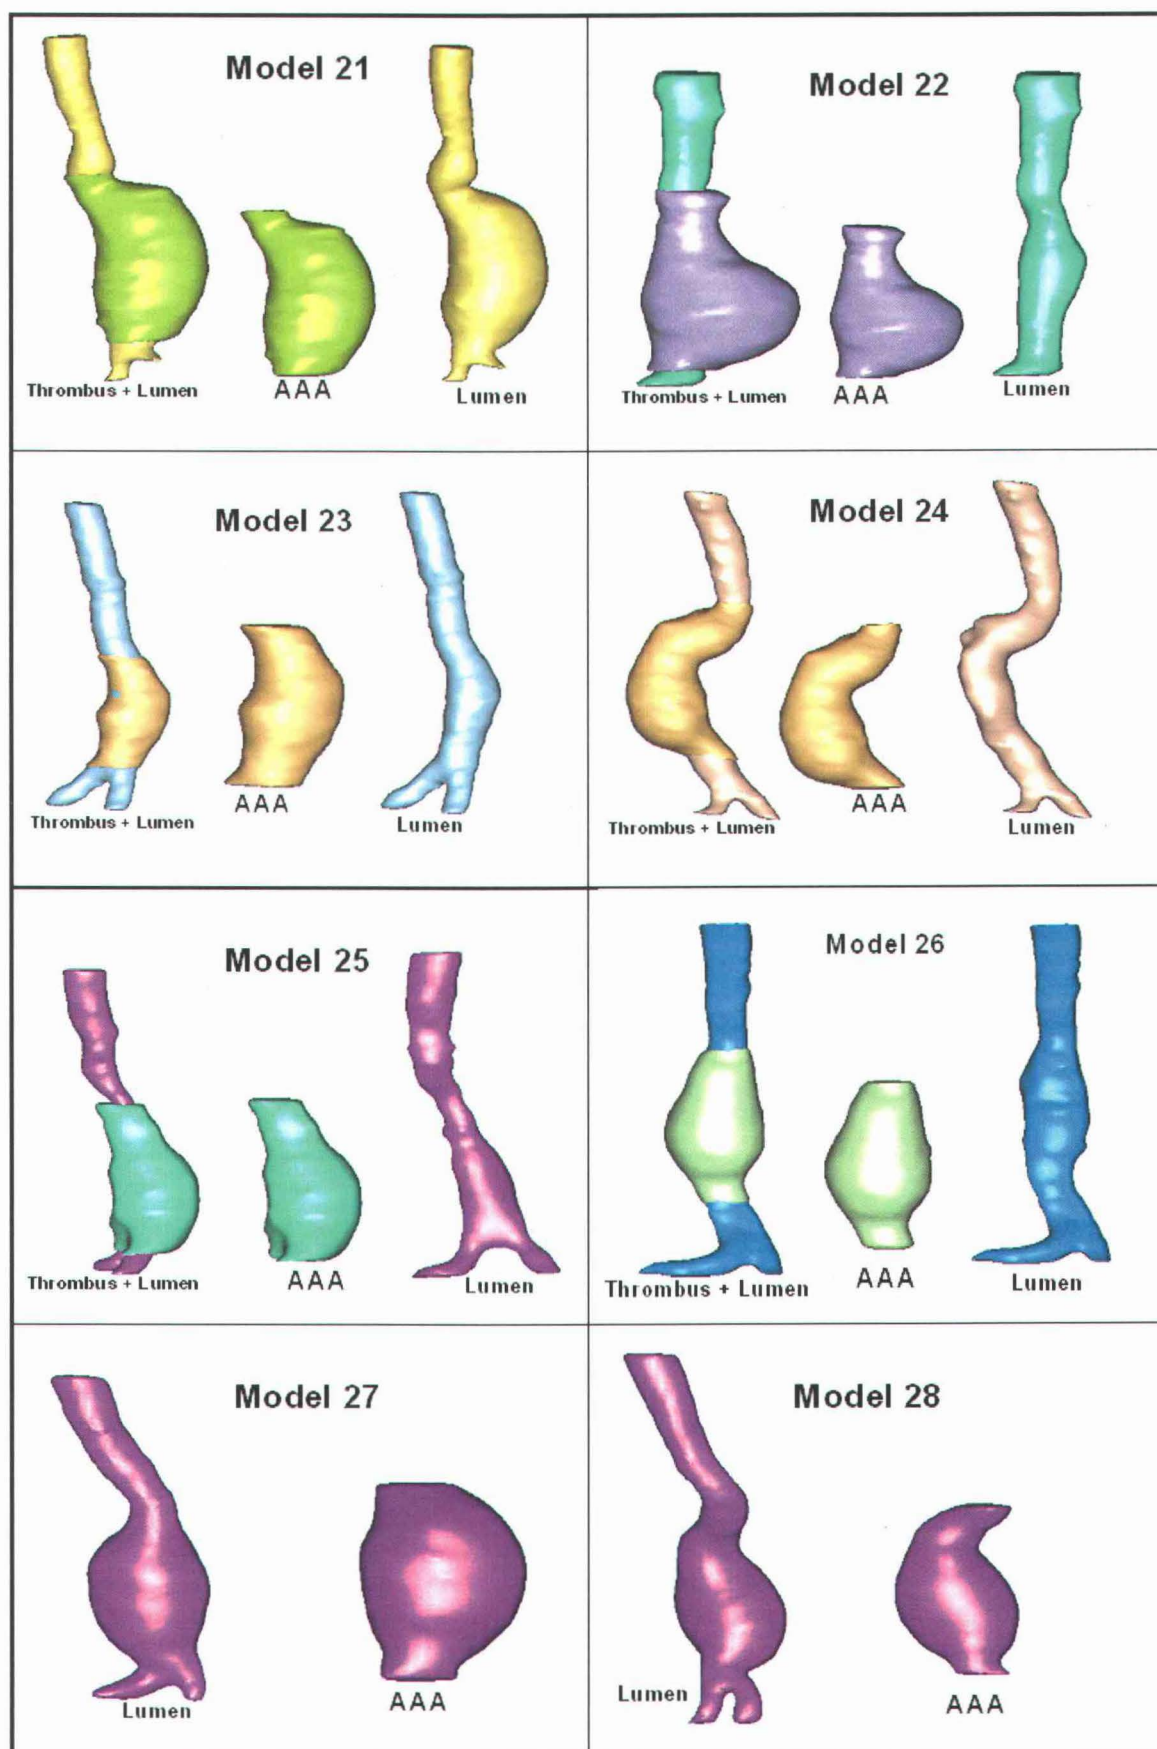 Model 21
Thrombus + Lumen
AAA
Lumen
Model 22
Thrombus + Lumen
AAA
Lumen
Model 23
Thrombus + Lumen
AAA
Lumen
Model 24
Thrombus + Lumen
AAA
Lumen
Model 25
Thrombus + Lumen
AAA
Lumen
Model 26
Thrombus + Lumen
AAA
Lumen
Model 27
Lumen
AAA
Model 28
Lumen
AAA